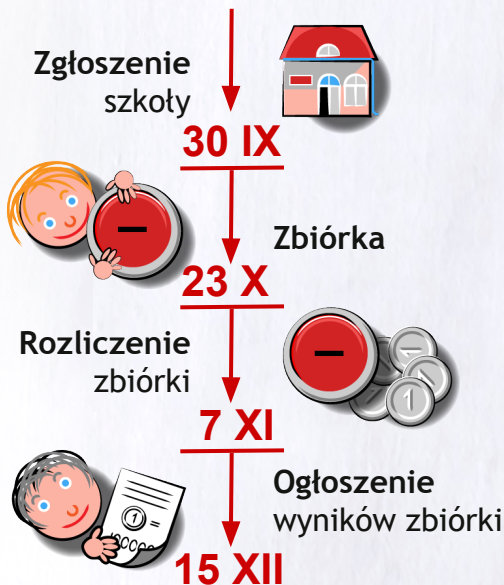 Zgłoszenie
szkoły
30 IX
Zbiórka
23 X
Rozliczenie
zbiórki
7 XI
Ogłoszenie
wyników zbiórki
15 XII